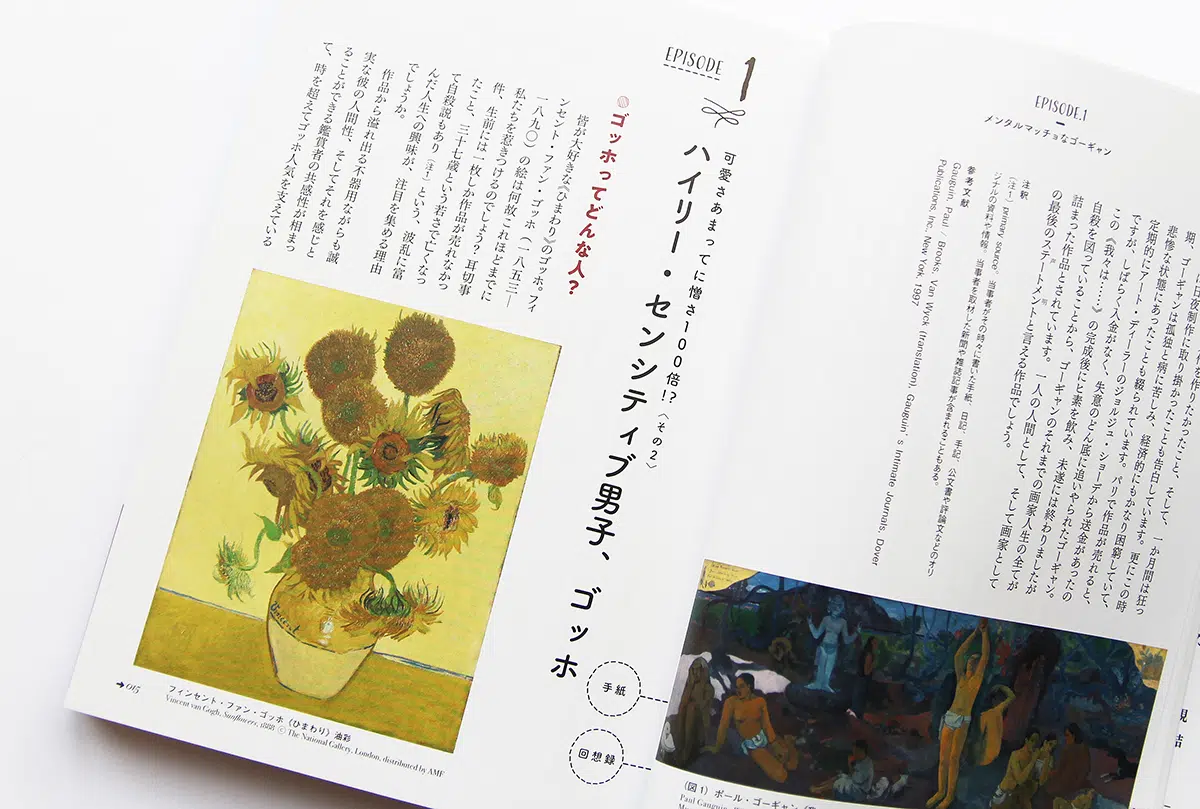 EPISODE.1
メンタルマッチョなゴーギャン
を作りたかったこと、そして、一か月間は狂っ
に日夜制作に取り掛かったことも告白しています。更にこの時
期、ゴーギャンは孤独と病に苦しみ、経済的にもかなり困窮していて、
悲惨な状態にあったことも綴られています。パリで作品が売れると、
定期的にアート・ディーラーのジョルジュ・ショーデから送金があったの
ですが、しばらく入金がなく、失意のどん底に追いやられたゴーギャン。
この《我々は……》の完成後にヒ素を飲み、未遂には終わりましたが
自殺を図っていることから、ゴーギャンのそれまでの画家人生の全てが
詰まった作品とされています。一人の人間として、そして画家として
の最後のステートメントと言える作品でしょう。
注釈
（注1）primary source。当事者がその時々に書いた手紙、日記、手記、公文書や評論文などのオリ
ジナルの資料や情報。当事者を取材した新聞や雑誌記事が含まれることもある。
参考文献
Gauguin, Paul / Brooks, Van Wyck (translation), Gauguin's Intimate Journals, Dover
Publications, Inc., New York, 1997
（図1）ポール・ゴーギャン
Paul Gauguin
EPISODE 1
可愛さあまってに憎さ100倍!?〈その2〉
ハイリー・センシティブ男子、ゴッホ
手紙
回想録
ゴッホってどんな人?
皆が大好きな《ひまわり》のゴッホ。フィ
ンセント・ファン・ゴッホ（一八五三―
一八九〇）の絵は何故これほどまでに
私たちを惹きつけるのでしょう? 耳切事
件、生前には一枚しか作品が売れなかっ
たこと、三十七歳という若さで亡くなっ
て自殺説もあり（注1）という、波乱に富
んだ人生への興味が、注目を集める理由
でしょうか。
作品から溢れ出る不器用ながらも誠
実な彼の人間性、そしてそれを感じと
ることができる鑑賞者の共感性が相まっ
て、時を超えてゴッホ人気を支えている
Vincent
フィンセント・ファン・ゴッホ《ひまわり》油彩
Vincent van Gogh, Sunflowers, 1888 © The National Gallery, London, distributed by AMF
→015